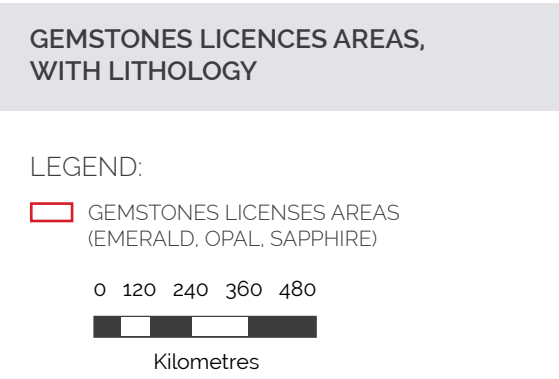 GEMSTONES LICENCES AREAS,
WITH LITHOLOGY
LEGEND:
GEMSTONES LICENSES AREAS
(EMERALD, OPAL, SAPPHIRE)
0 120 240 360 480
Kilometres